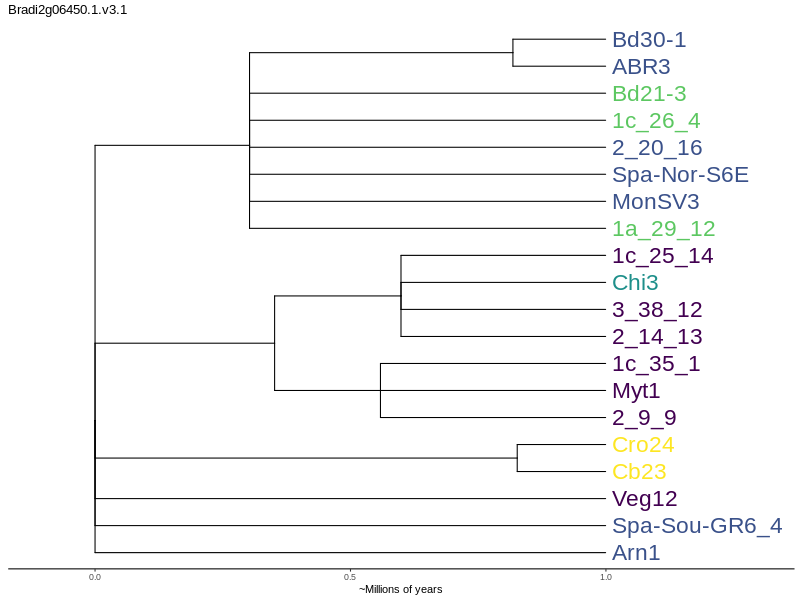 Bradi2g06450.1.v3.1
Bd30-1
ABR3
Bd21-3
1c_26_4
2_20_16
Spa-Nor-S6E
MonSV3
1a_29_12
1c_25_14
Chi3
3_38_12
2_14_13
1c_35_1
Myt1
2_9_9
Cro24
Cb23
Veg12
Spa-Sou-GR6_4
Arn1
0.0 0.5 1.0
~Millions of years